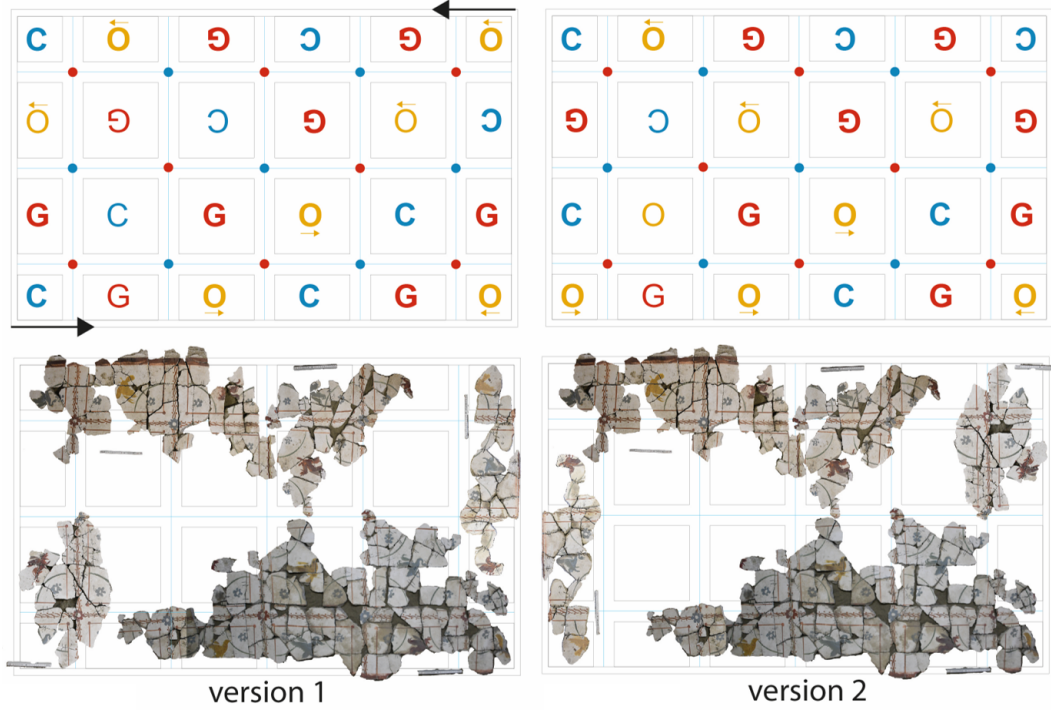 C O G C G O
O G C G O C
G C G O C G
C G O C G O
C O G C G C
G C O G O G
C O G O C G
O G O C G O
version 1
version 2